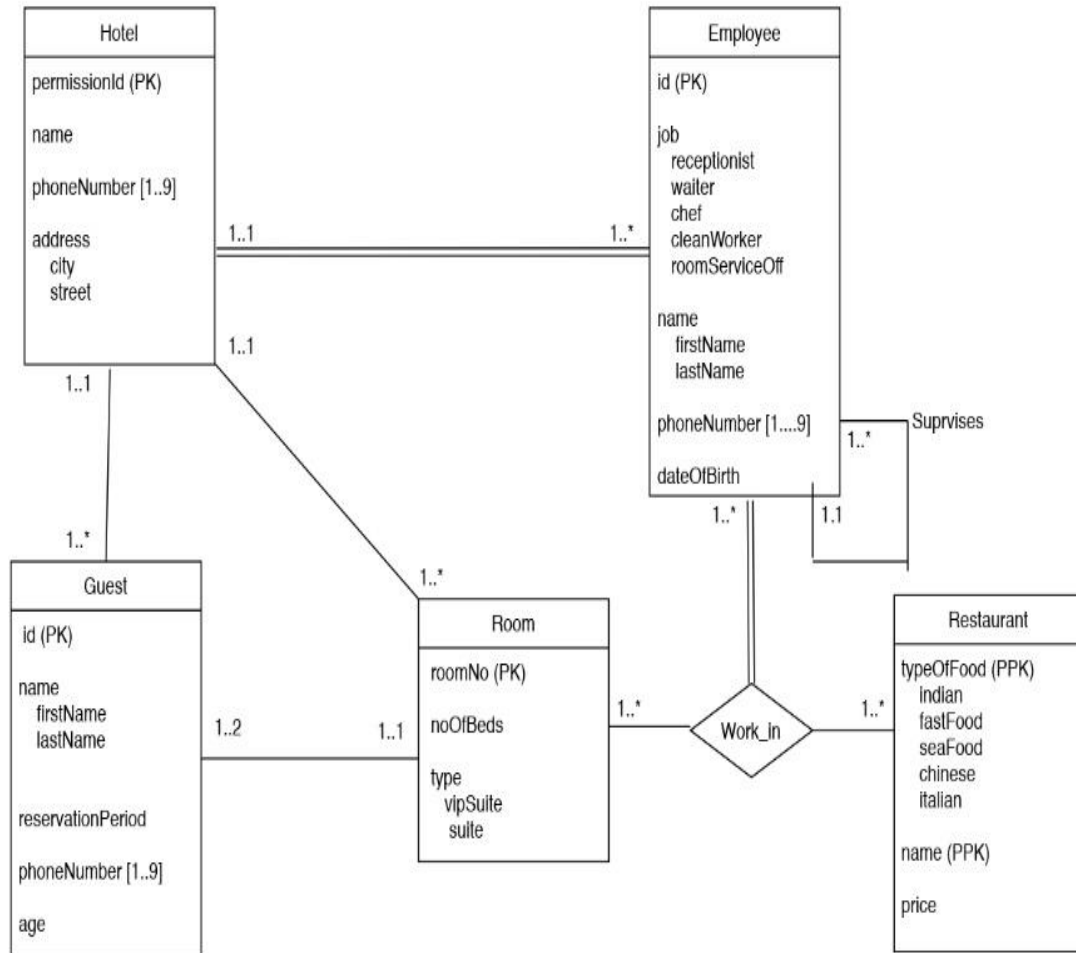 Hotel
permissionId (PK)
name
phoneNumber [1..9]
address
city
street
1..1
1..*
1..1
1..1
Employee
id (PK)
job
receptionist
waiter
chef
cleanWorker
roomServiceOff
name
firstName
lastName
phoneNumber [1....9]
dateOfBirth
1..*
Suprvises
1.1
1..*
1..*
Guest
id (PK)
name
firstName
lastName
reservationPeriod
phoneNumber [1..9]
age
1..2
1..1
1..*
Room
roomNo (PK)
noOfBeds
type
vipSuite
suite
1..*
Work_in
1..*
Restaurant
typeOfFood (PPK)
indian
fastFood
seaFood
chinese
italian
name (PPK)
price